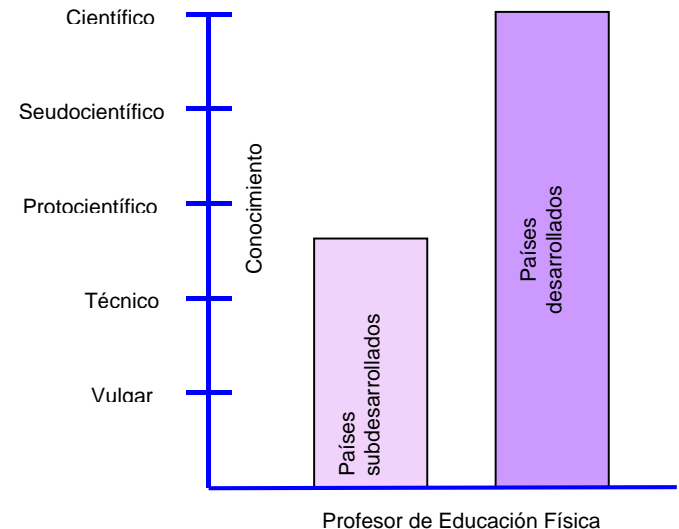 Científico
Seudocientífico
Protocientífico
Técnico
Vulgar
Conocimiento
Países
subdesarrollados
Países
desarrollados
Profesor de Educación Física